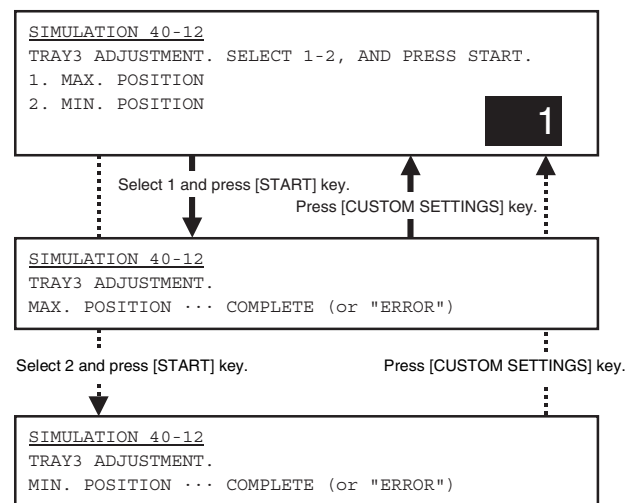 SIMULATION 40-12
TRAY3 ADJUSTMENT. SELECT 1-2, AND PRESS START.
1. MAX. POSITION
2. MIN. POSITION
1
Select 1 and press [START] key.
Press [CUSTOM SETTINGS] key.
SIMULATION 40-12
TRAY3 ADJUSTMENT.
MAX. POSITION ··· COMPLETE (or "ERROR")
Select 2 and press [START] key.
Press [CUSTOM SETTINGS] key.
SIMULATION 40-12
TRAY3 ADJUSTMENT.
MIN. POSITION ··· COMPLETE (or "ERROR")